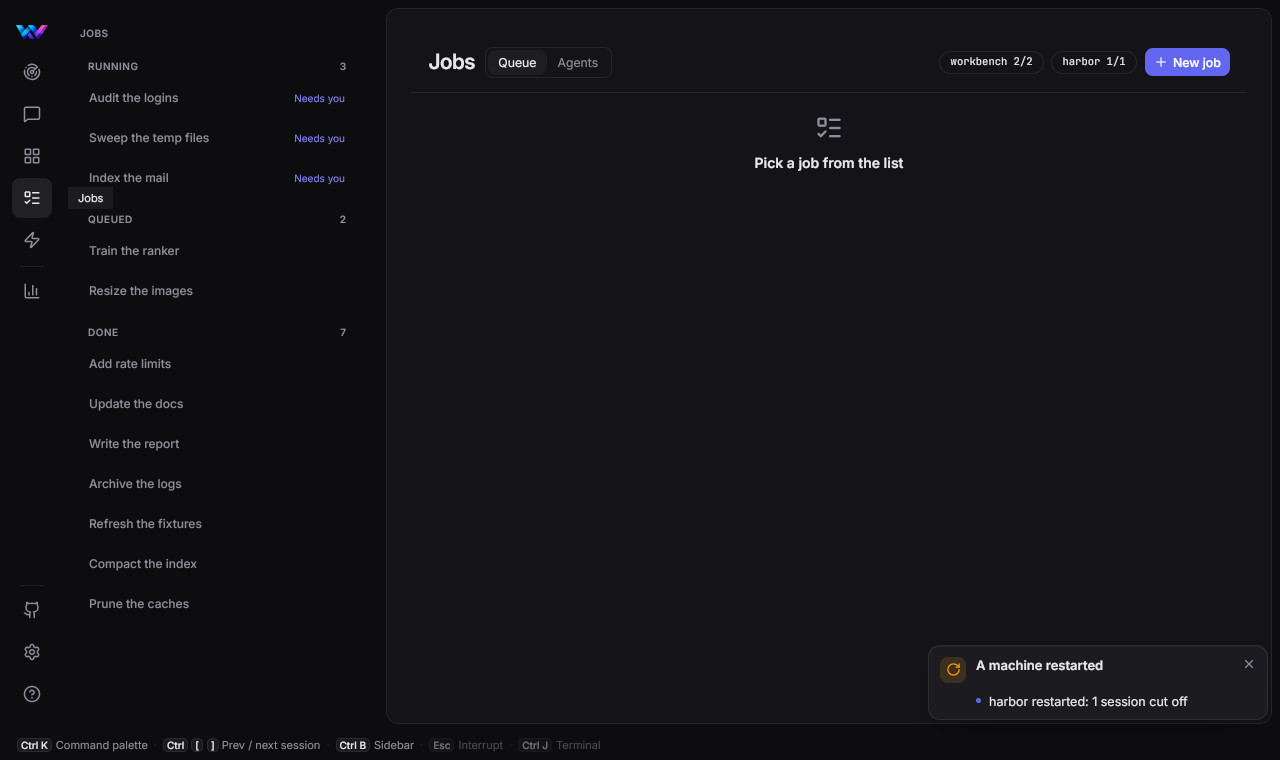 JOBS
RUNNING 3
Audit the logins Needs you
Sweep the temp files Needs you
Index the mail Needs you
Jobs
QUEUED 2
Train the ranker
Resize the images
DONE 7
Add rate limits
Update the docs
Write the report
Archive the logs
Refresh the fixtures
Compact the index
Prune the caches
Jobs Queue Agents workbench 2/2 harbor 1/1 + New job
Pick a job from the list
A machine restarted
harbor restarted: 1 session cut off
Ctrl K Command palette · Ctrl [ ] Prev / next session · Ctrl B Sidebar · Esc Interrupt · Ctrl J Terminal